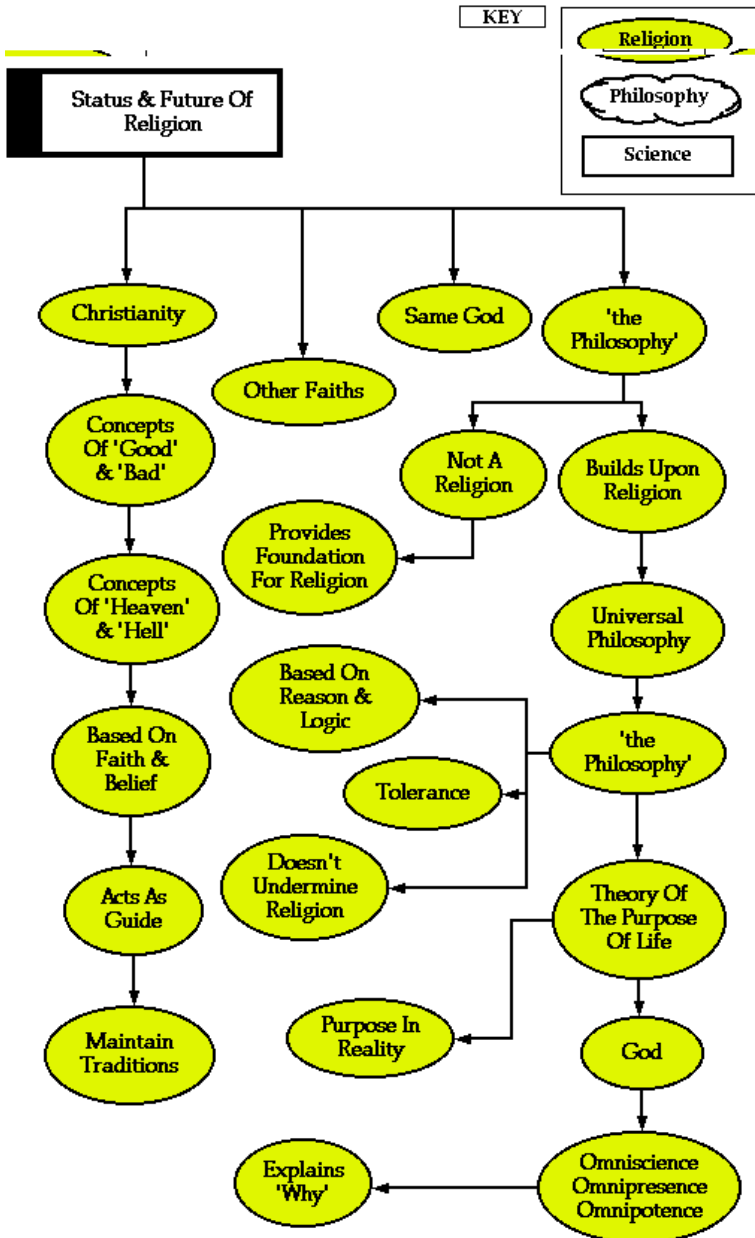 KEY
Religion
Philosophy
Science
Status & Future Of
Religion
Christianity
Other Faiths
Same God
'the
Philosophy'
Concepts
Of 'Good'
& 'Bad'
Not A
Religion
Builds Upon
Religion
Provides
Foundation
For Religion
Concepts
Of 'Heaven'
& 'Hell'
Universal
Philosophy
Based On
Reason &
Logic
Based On
Faith &
Belief
'the
Philosophy'
Tolerance
Doesn't
Undermine
Religion
Acts As
Guide
Theory Of
The Purpose
Of Life
Maintain
Traditions
Purpose In
Reality
God
Explains
'Why'
Omniscience
Omnipresence
Omnipotence